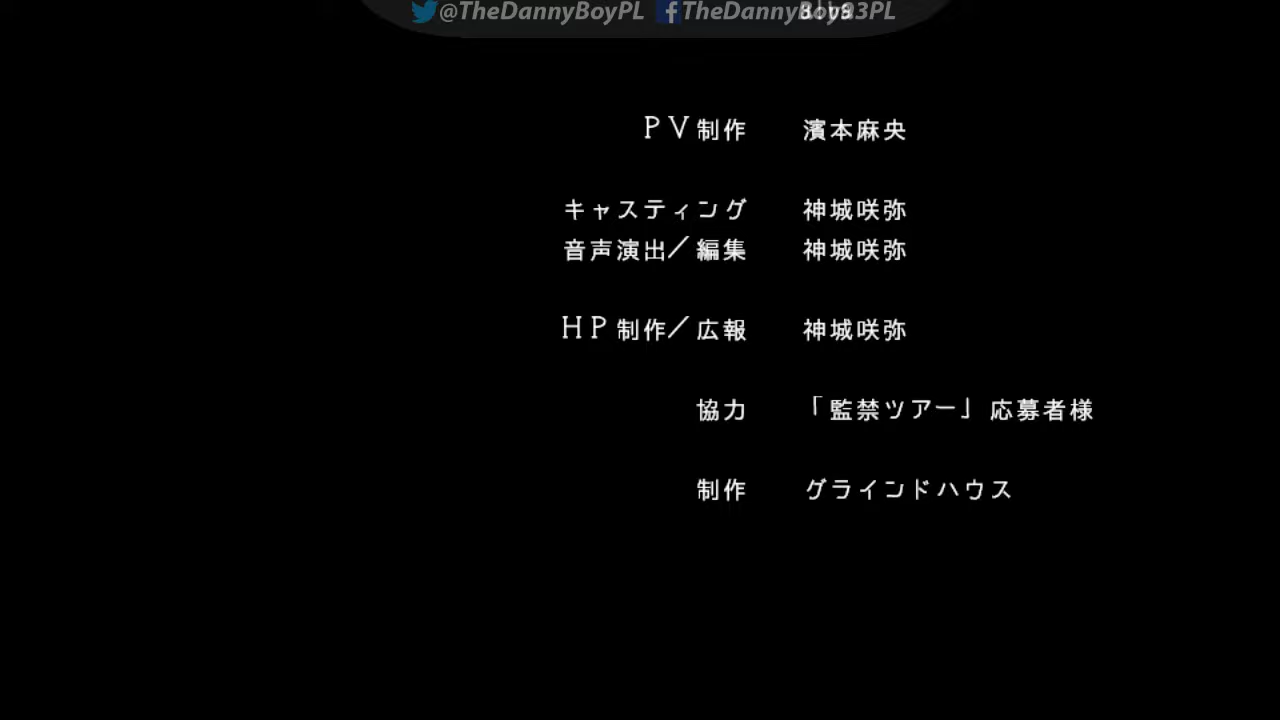 @TheDannyBoyPL TheDannyBoy83PL
ＰＶ制作 濱本麻央
キャスティング 神城咲弥
音声演出／編集 神城咲弥
ＨＰ制作／広報 神城咲弥
協力 「監禁ツアー」応募者様
制作 グラインドハウス